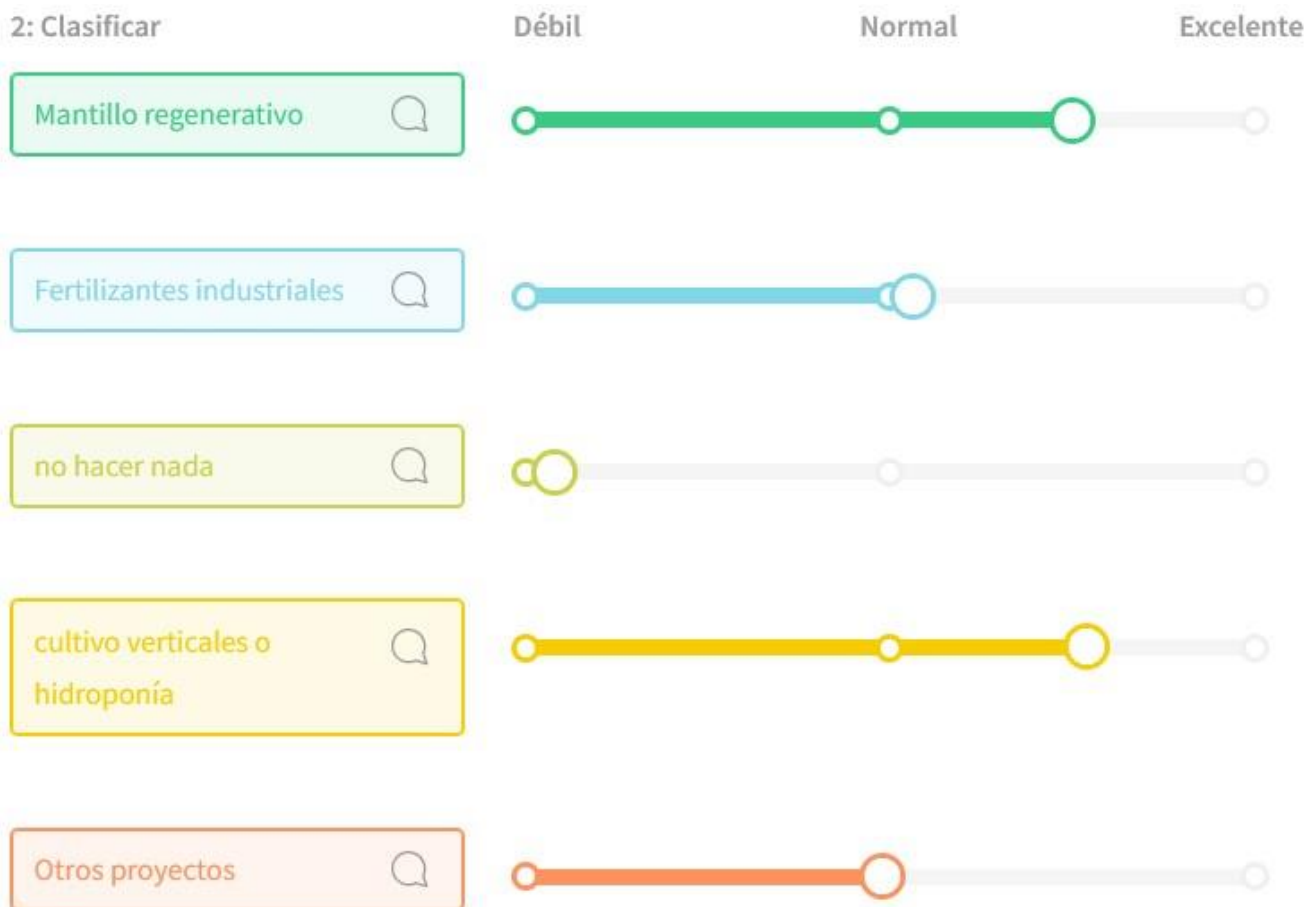 2: Clasificar Débil Normal Excelente
Mantillo regenerativo
Fertilizantes industriales
no hacer nada
cultivo verticales o
hidroponía
Otros proyectos